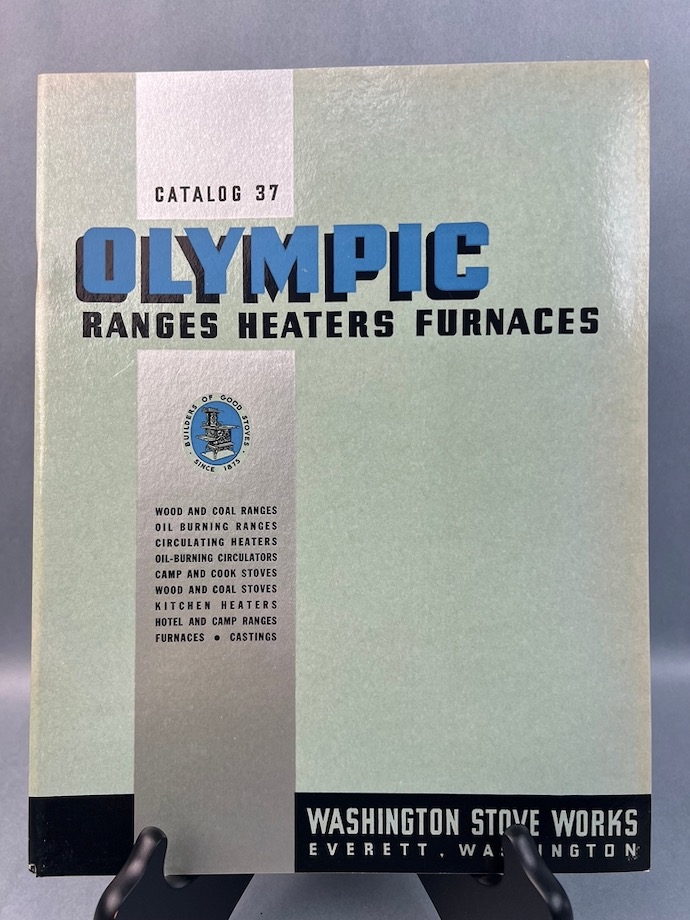 CATALOG 37
OLYMPIC
RANGES HEATERS FURNACES
BUILDERS OF GOOD STOVES
SINCE 1875
WOOD AND COAL RANGES
OIL BURNING RANGES
CIRCULATING HEATERS
OIL-BURNING CIRCULATORS
CAMP AND COOK STOVES
WOOD AND COAL STOVES
KITCHEN HEATERS
HOTEL AND CAMP RANGES
FURNACES • CASTINGS
WASHINGTON STOVE WORKS
EVERETT, WASHINGTON